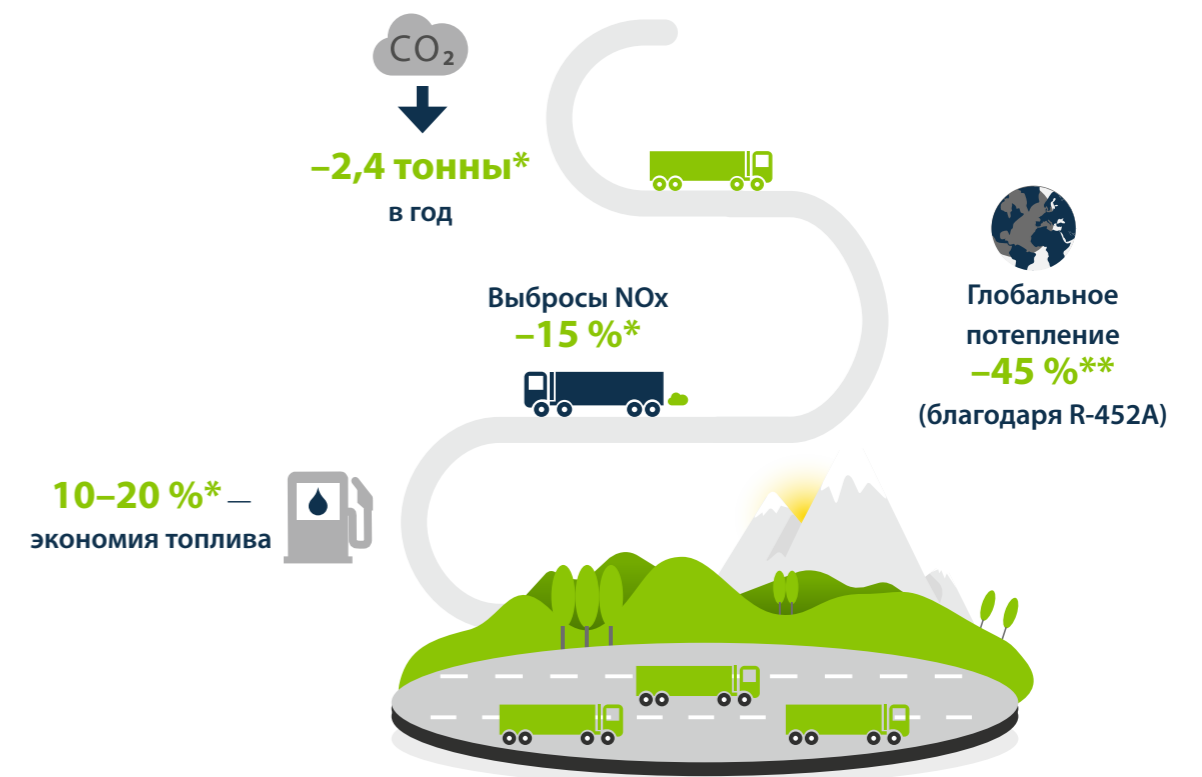 CO₂
–2,4 тонны*
в год
Выбросы NOx
–15 %*
Глобальное
потепление
–45 %**
(благодаря R-452A)
10–20 %* —
экономия топлива